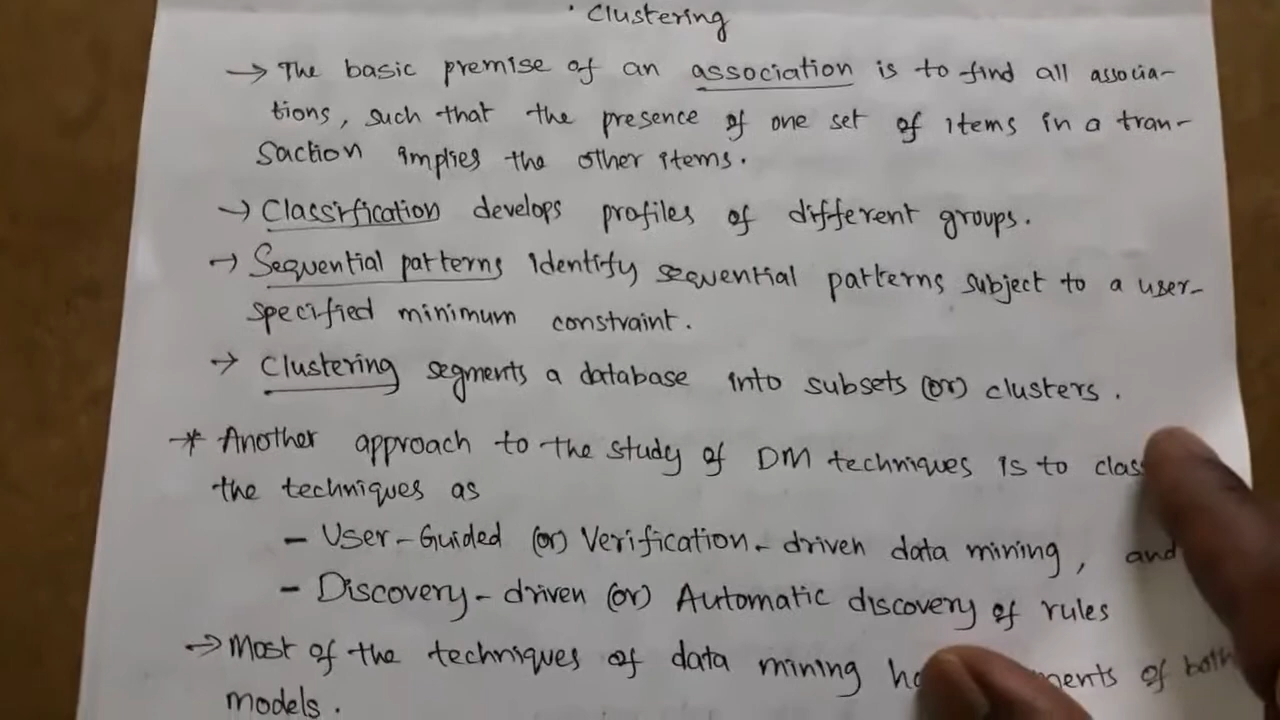 · Clustering
→ The basic premise of an association is to find all associa-
tions, such that the presence of one set of items in a tran-
saction implies the other items.
→ Classification develops profiles of different groups.
→ Sequential patterns identify sequential patterns subject to a user-
specified minimum constraint.
→ Clustering segments a database into subsets (or) clusters.
* Another approach to the study of DM techniques is to clas
the techniques as
- User-Guided (or) Verification-driven data mining, and
- Discovery-driven (or) Automatic discovery of rules
→ Most of the techniques of data mining of both
models.